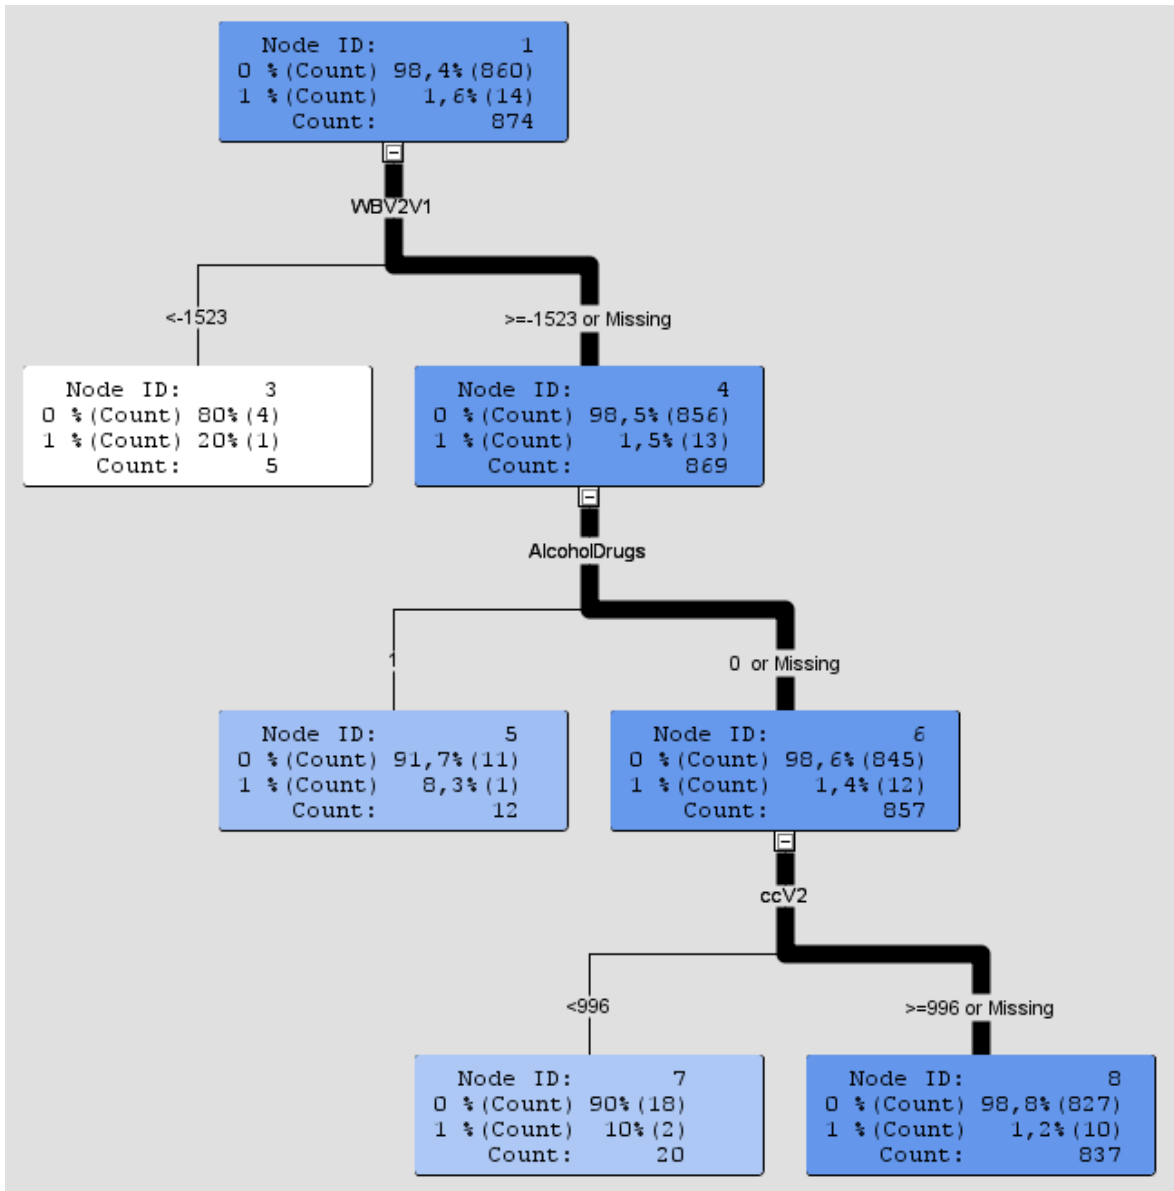 Node ID: 1
0 %(Count) 98,4%(860)
1 %(Count) 1,6%(14)
Count: 874
WBV2V1
<-1523
>=-1523 or Missing
Node ID: 3
0 %(Count) 80%(4)
1 %(Count) 20%(1)
Count: 5
Node ID: 4
0 %(Count) 98,5%(856)
1 %(Count) 1,5%(13)
Count: 869
AlcoholDrugs
1
0 or Missing
Node ID: 5
0 %(Count) 91,7%(11)
1 %(Count) 8,3%(1)
Count: 12
Node ID: 6
0 %(Count) 98,6%(845)
1 %(Count) 1,4%(12)
Count: 857
ccV2
<996
>=996 or Missing
Node ID: 7
0 %(Count) 90%(18)
1 %(Count) 10%(2)
Count: 20
Node ID: 8
0 %(Count) 98,8%(827)
1 %(Count) 1,2%(10)
Count: 837